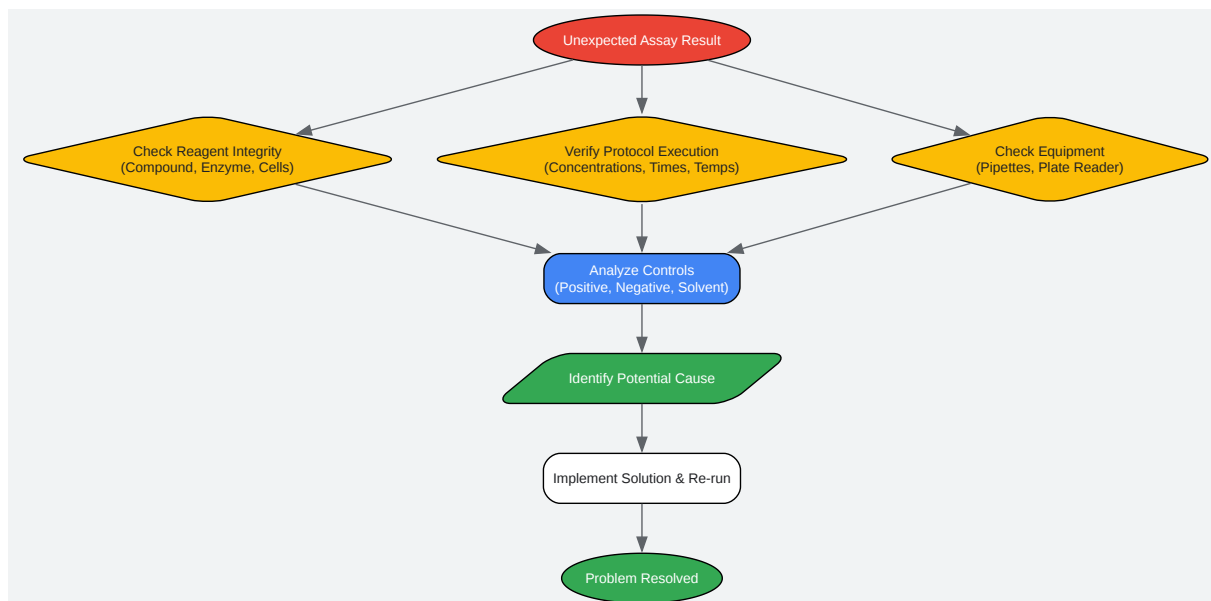 Unexpected Assay Result
Check Reagent Integrity
(Compound, Enzyme, Cells)
Verify Protocol Execution
(Concentrations, Times, Temps)
Check Equipment
(Pipettes, Plate Reader)
Analyze Controls
(Positive, Negative, Solvent)
Identify Potential Cause
Implement Solution & Re-run
Problem Resolved